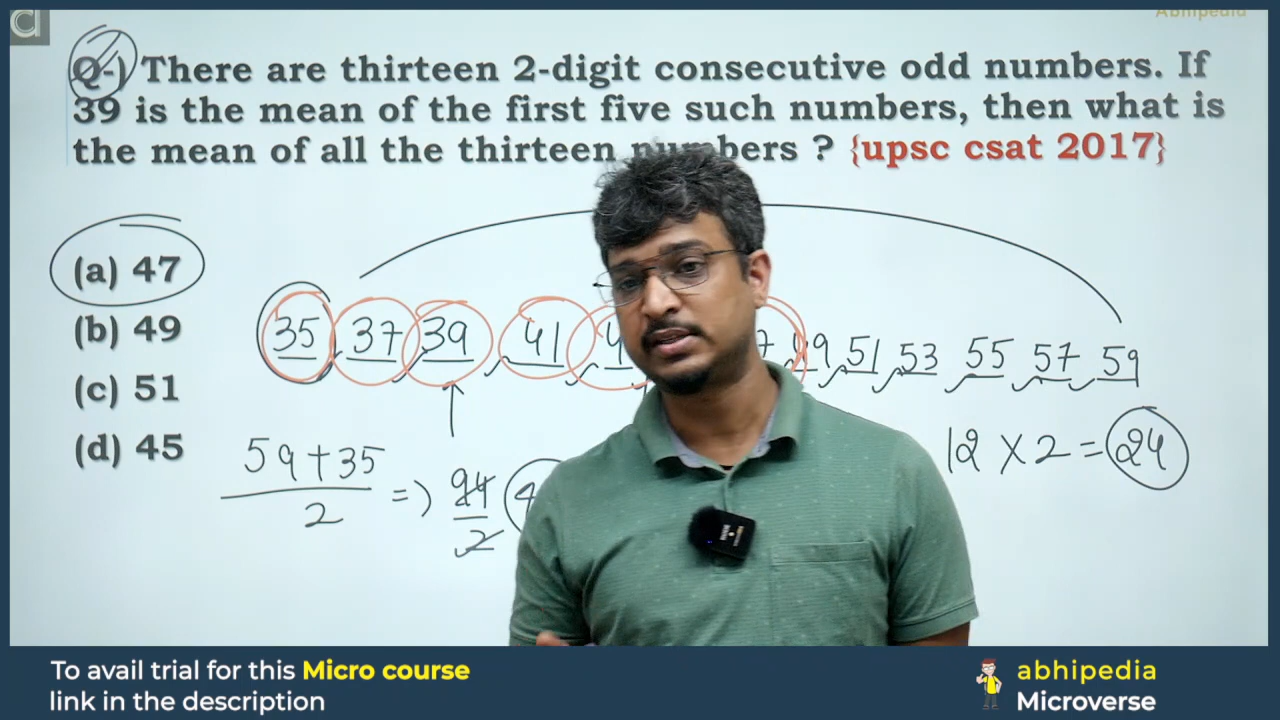 Abhipedia
Q-) There are thirteen 2-digit consecutive odd numbers. If
39 is the mean of the first five such numbers, then what is
the mean of all the thirteen numbers ? {upsc csat 2017}
(a) 47
(b) 49
(c) 51
(d) 45
35 37 39 41 51 53 55 57 59
59+35
2
=)
94
2
12 X 2 = 24
To avail trial for this Micro course
link in the description
abhipedia
Microverse